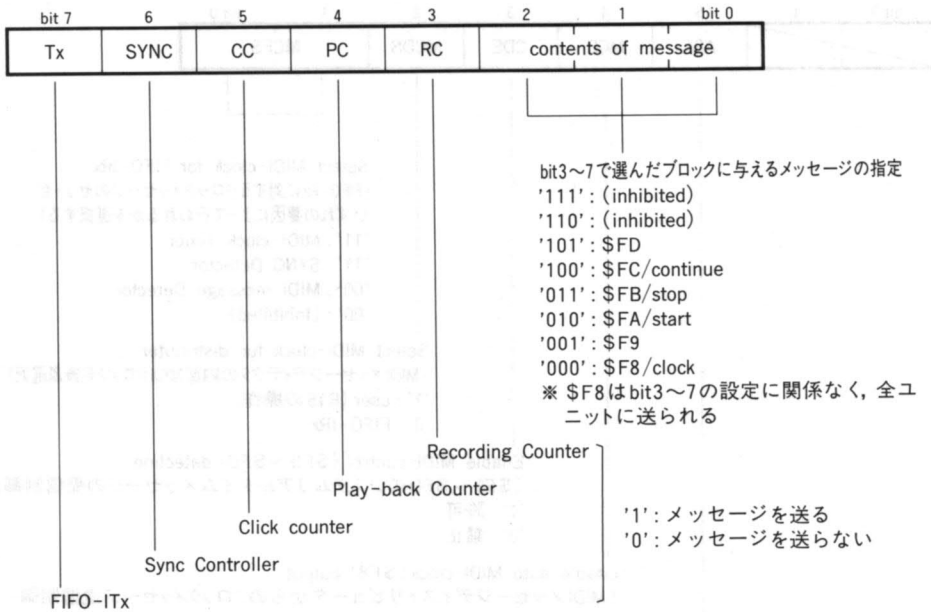 bit 7 6 5 4 3 2 1 bit 0
Tx SYNC CC PC RC contents of message
bit3〜7で選んだブロックに与えるメッセージの指定
'111' : (inhibited)
'110' : (inhibited)
'101' : $FD
'100' : $FC/continue
'011' : $FB/stop
'010' : $FA/start
'001' : $F9
'000' : $F8/clock
※ $F8はbit3〜7の設定に関係なく, 全ユ
ニットに送られる
Recording Counter
Play-back Counter
Click counter
Sync Controller
FIFO-ITx
'1' : メッセージを送る
'0' : メッセージを送らない